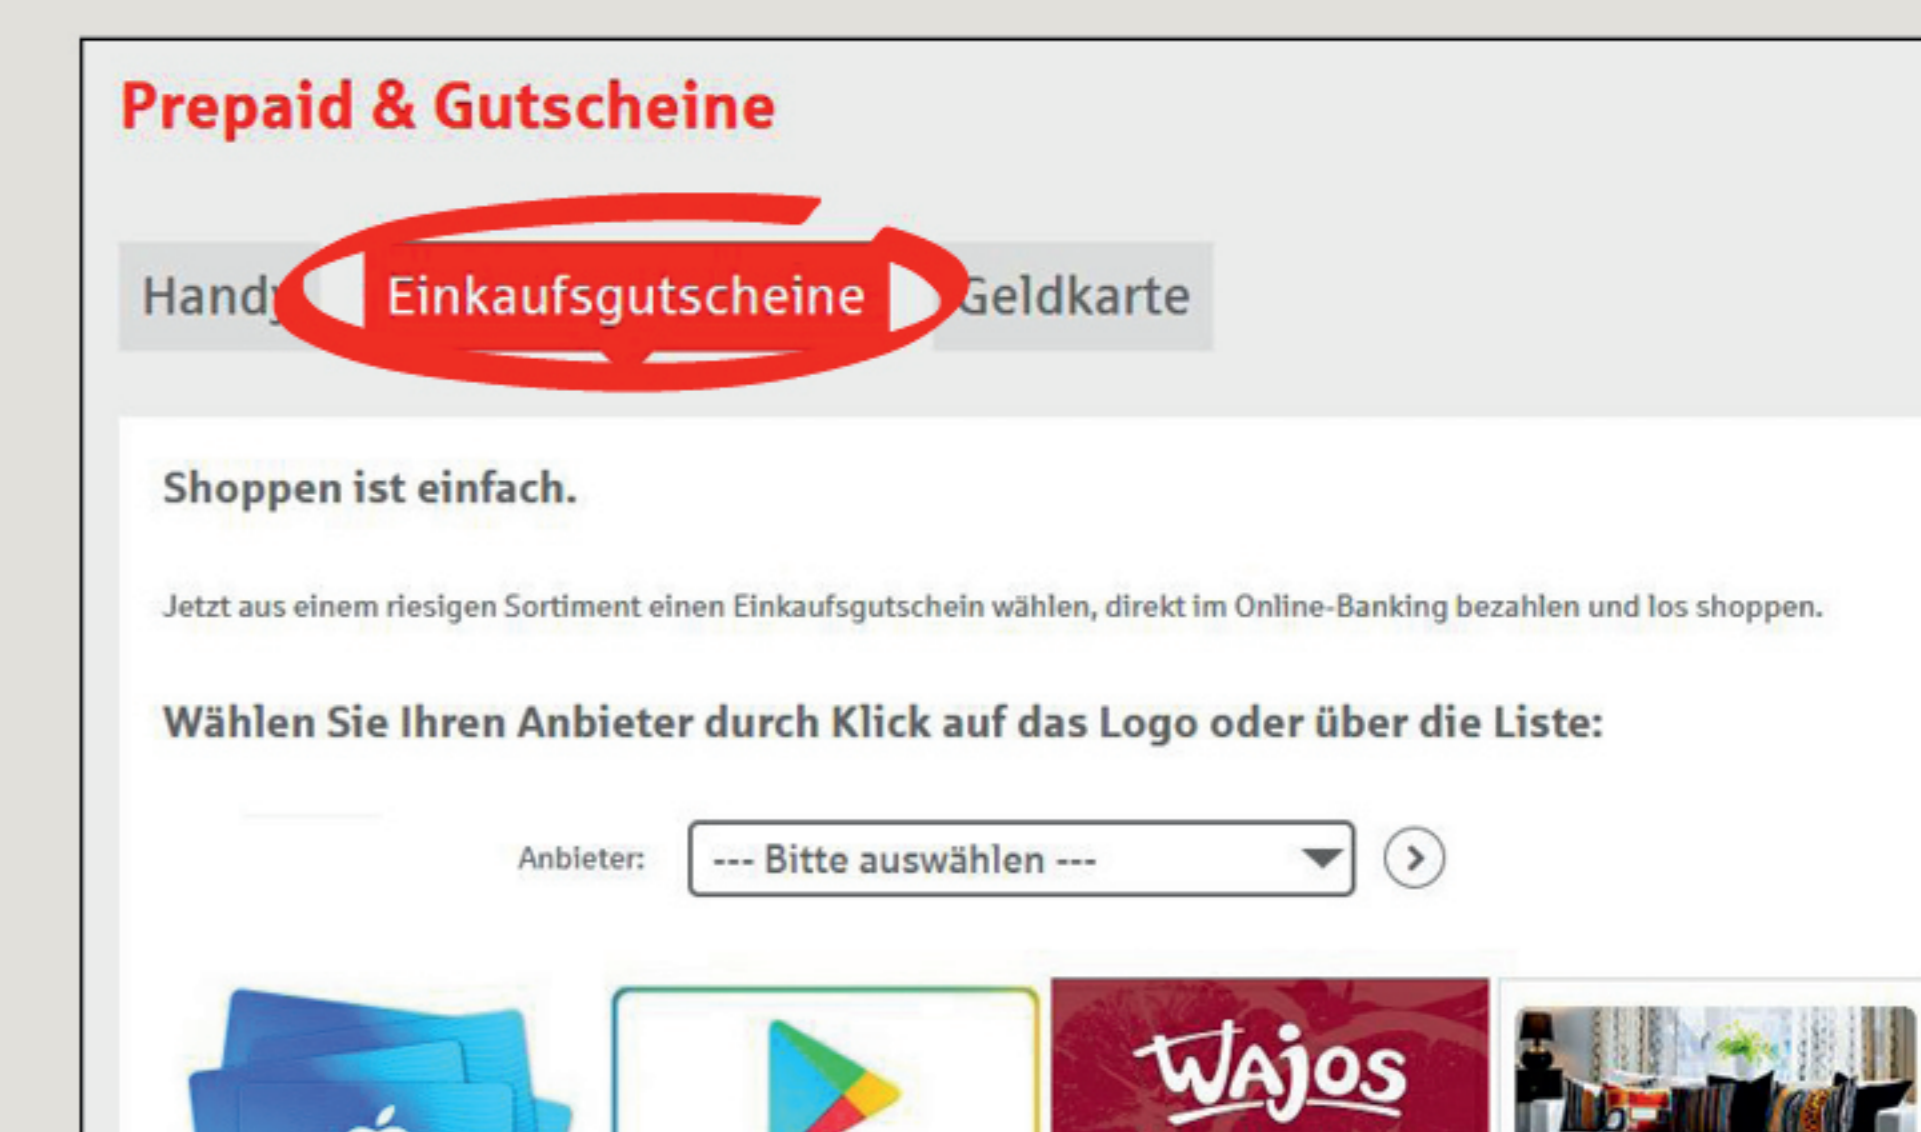 Prepaid & Gutscheine
Handy Einkaufsgutscheine Geldkarte
Shoppen ist einfach.
Jetzt aus einem riesigen Sortiment einen Einkaufsgutschein wählen, direkt im Online-Banking bezahlen und los shoppen.
Wählen Sie Ihren Anbieter durch Klick auf das Logo oder über die Liste:
Anbieter: --- Bitte auswählen ---
WAJOS